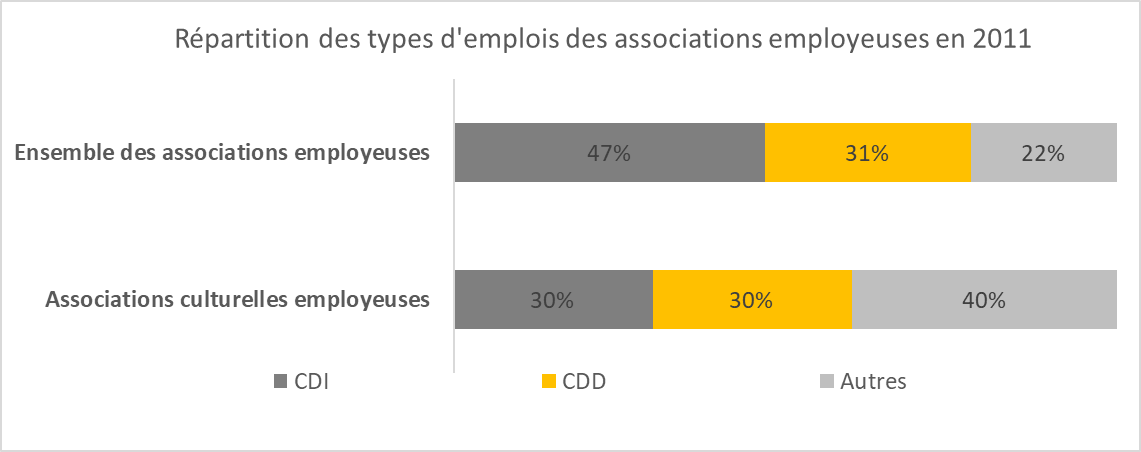 Répartition des types d'emplois des associations employeuses en 2011
Ensemble des associations employeuses 47% 31% 22%
Associations culturelles employeuses 30% 30% 40%
CDI CDD Autres